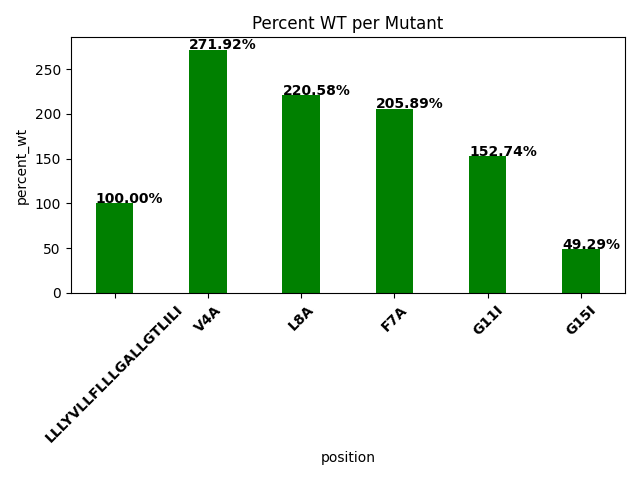 Percent WT per Mutant
percent_wt
250
200
150
100
50
0
100.00%
271.92%
220.58%
205.89%
152.74%
49.29%
LLLYVLLFLLLGALLGTLILI
V4A
L8A
F7A
G11I
G15I
position